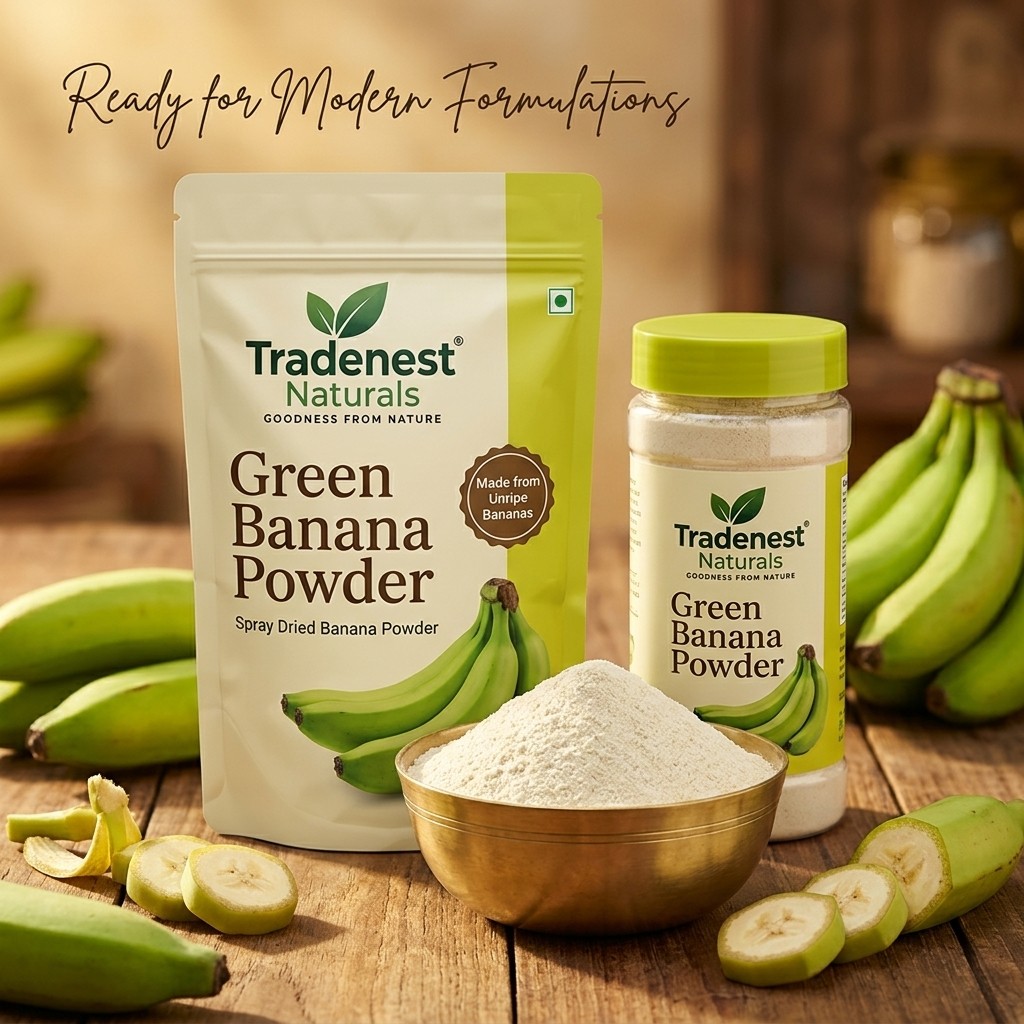 Ready for Modern Formulations
Tradenest®
Naturals
GOODNESS FROM NATURE
Green
Banana
Powder
Spray Dried Banana Powder
Made from
Unripe
Bananas
Tradenest®
Naturals
GOODNESS FROM NATURE
Green
Banana
Powder